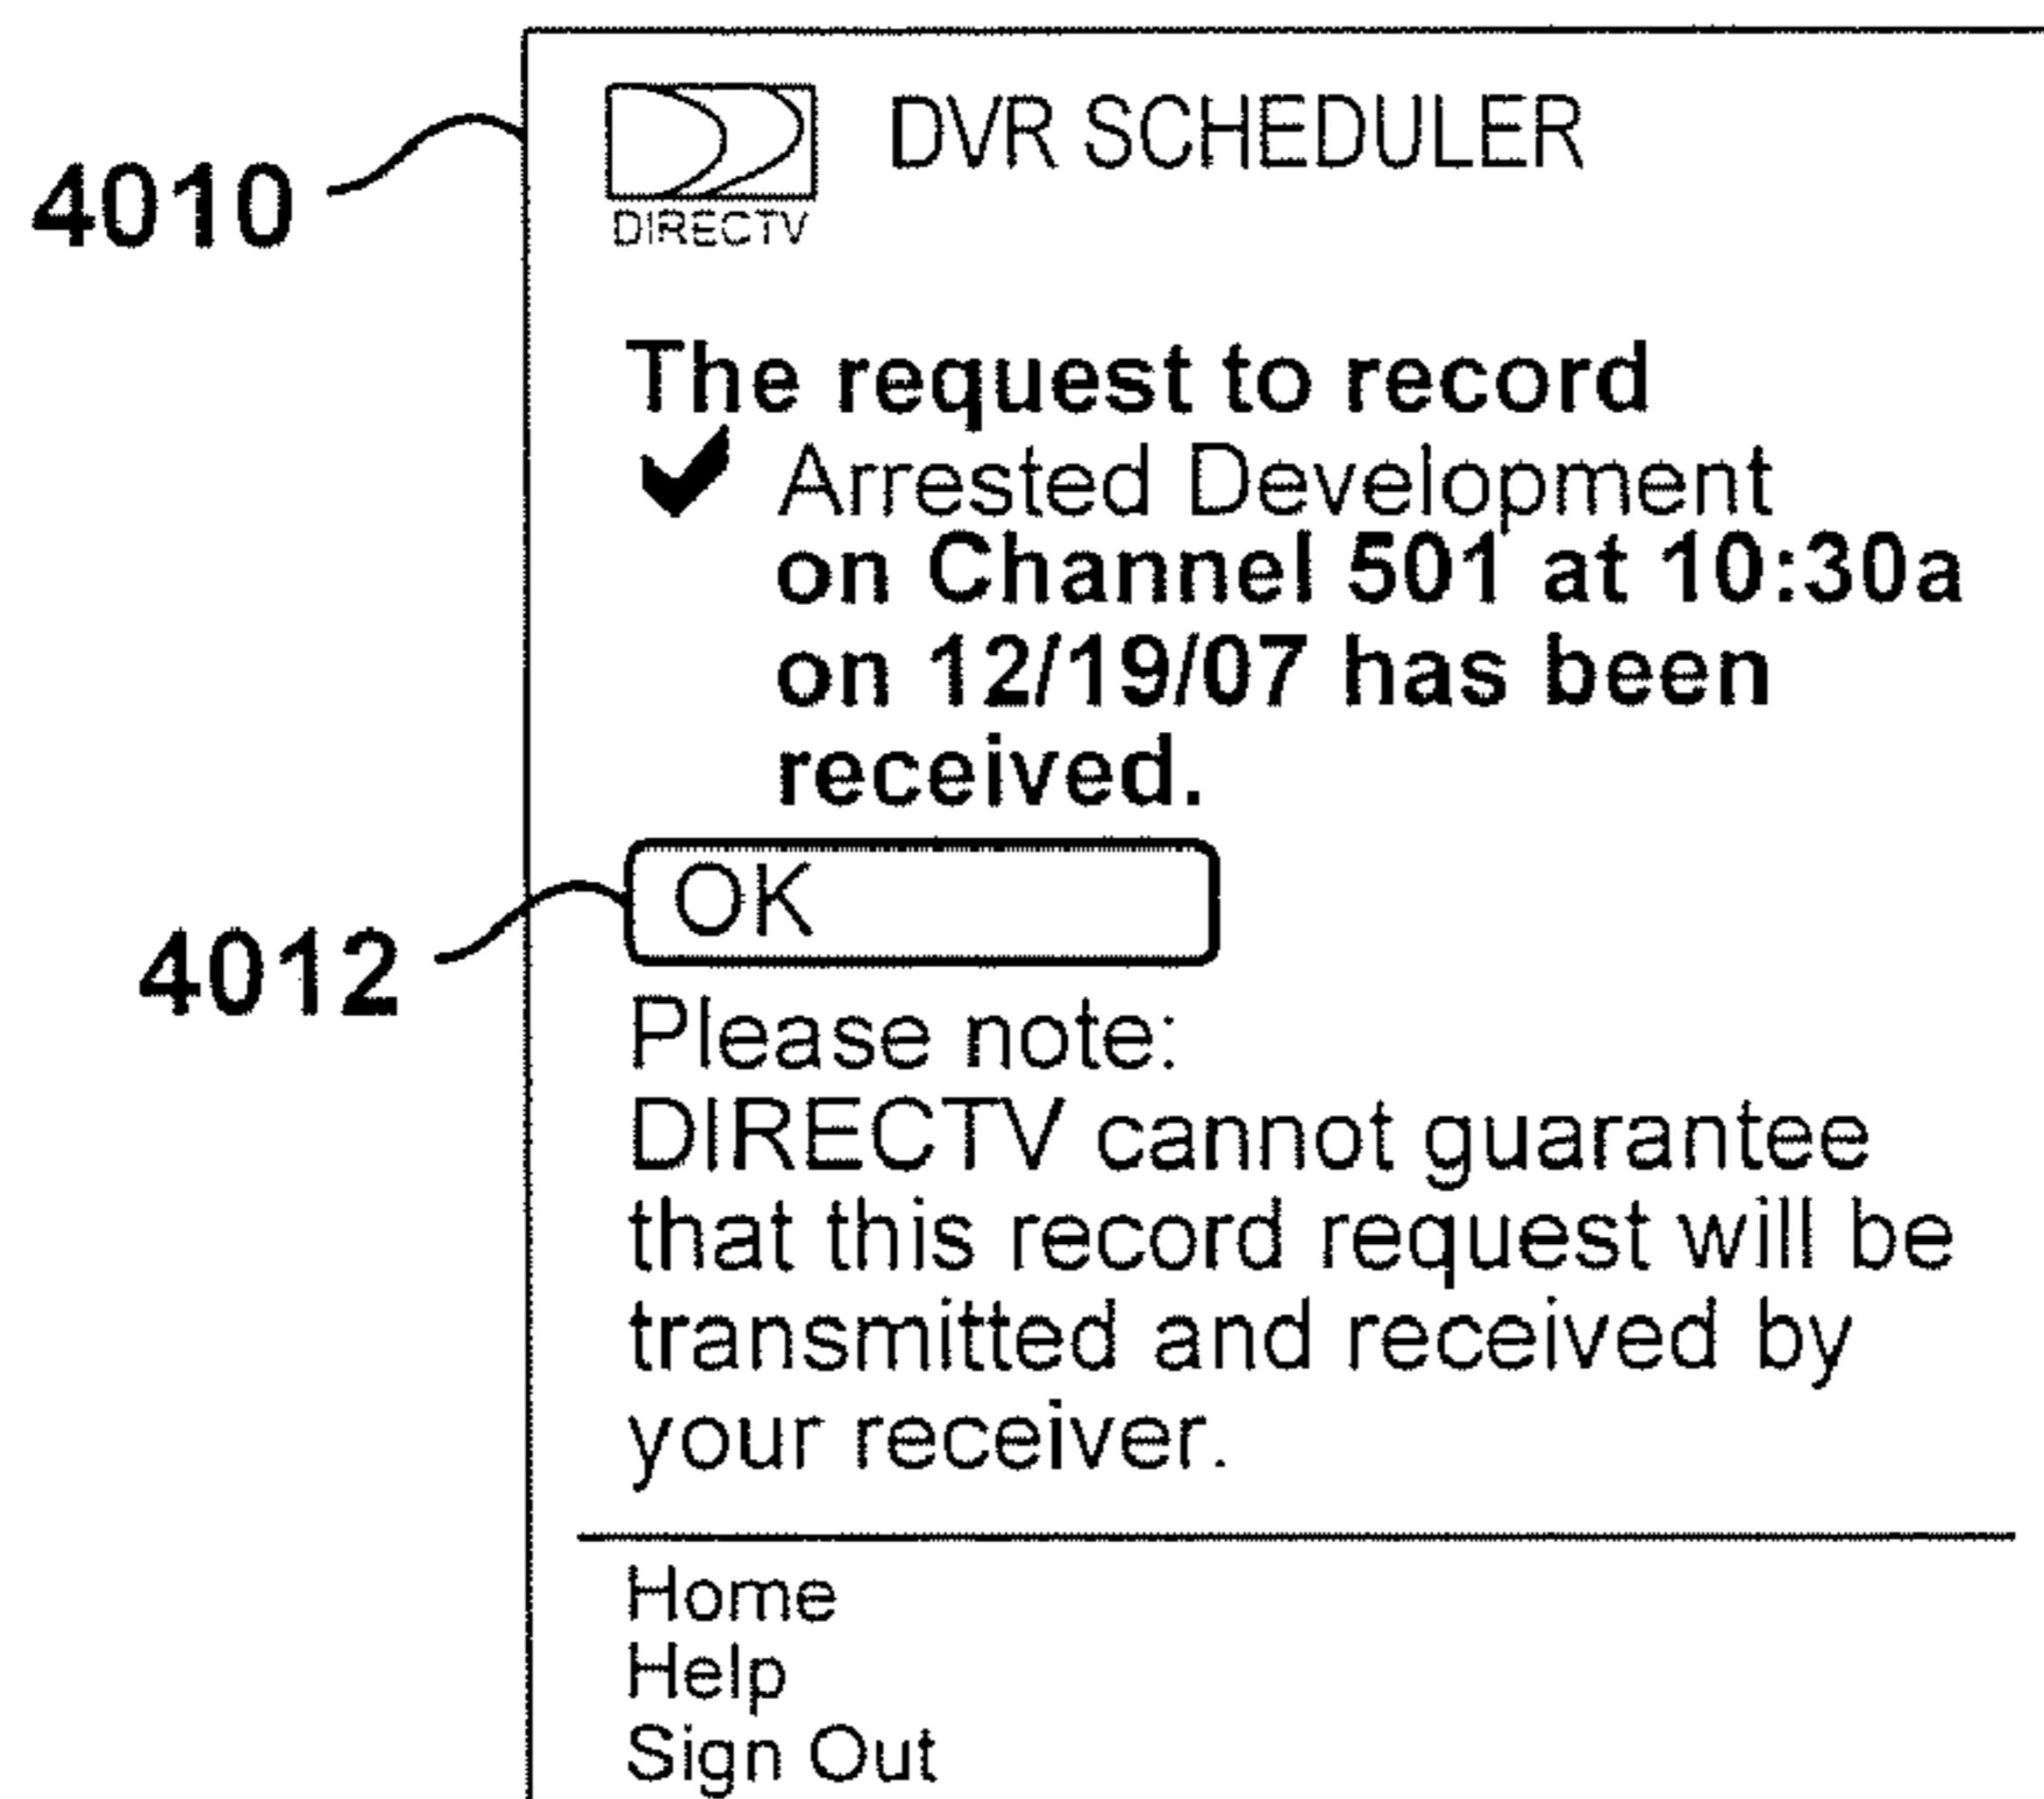 4010
DVR SCHEDULER
DIRECTV
The request to record
Arrested Development
on Channel 501 at 10:30a
on 12/19/07 has been
received.
OK
4012
Please note:
DIRECTV cannot guarantee
that this record request will be
transmitted and received by
your receiver.
Home
Help
Sign Out